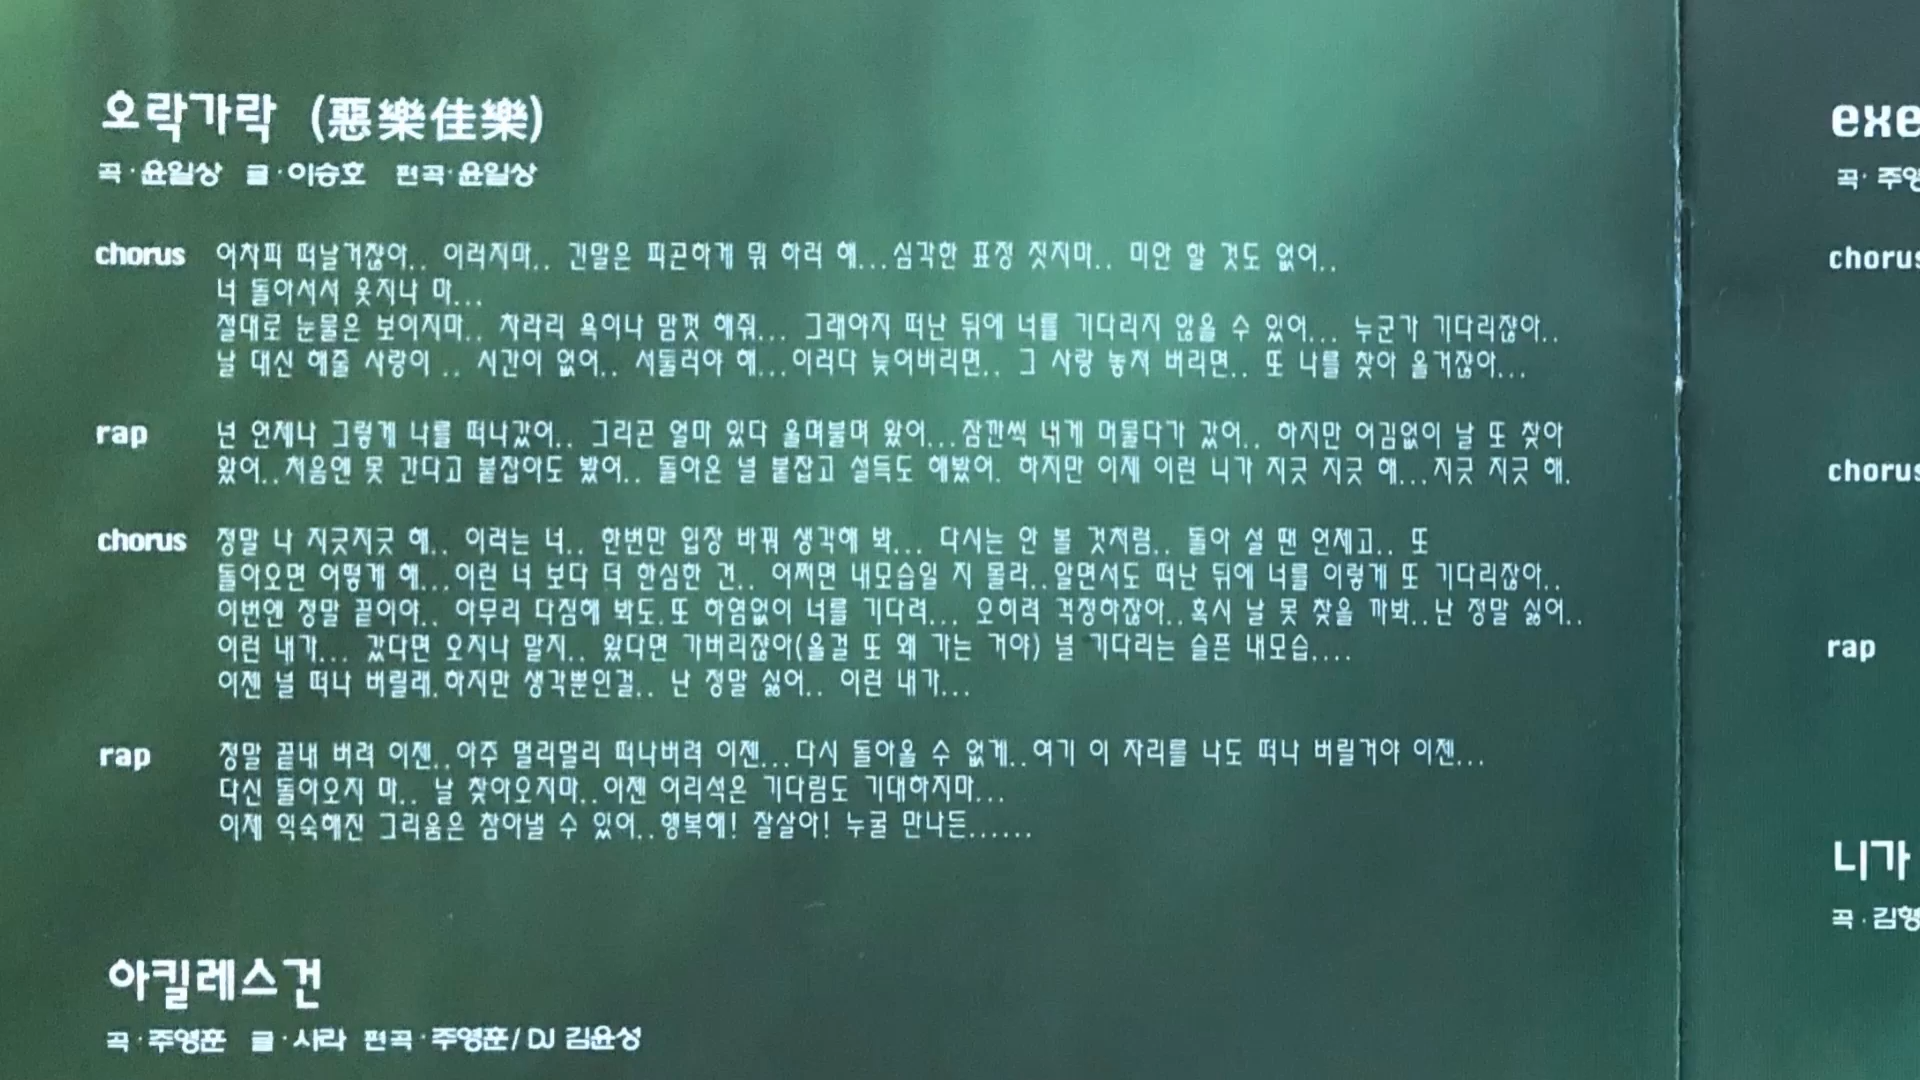 오락가락 (惡樂佳樂)
곡·윤일상 글·이승호 편곡·윤일상
chorus 어차피 떠날거잖아.. 이러지마.. 긴말은 피곤하게 뭐 하러 해...심각한 표정 짓지마.. 미안 할 것도 없어..
너 돌아서서 웃지나 마...
절대로 눈물은 보이지마.. 차라리 욕이나 맘껏 해줘... 그래야지 떠난 뒤에 너를 기다리지 않을 수 있어... 누군가 기다리잖아..
날 대신 해줄 사랑이 .. 시간이 없어.. 서둘러야 해...이러다 늦어버리면.. 그 사랑 놓쳐 버리면.. 또 나를 찾아 올거잖아...
rap 넌 언제나 그렇게 나를 떠나갔어.. 그리곤 얼마 있다 울며불며 왔어...잠깐씩 내게 머물다가 갔어.. 하지만 어김없이 날 또 찾아
왔어..처음엔 못 간다고 붙잡아도 봤어.. 돌아온 널 붙잡고 설득도 해봤어. 하지만 이제 이런 니가 지긋 지긋 해...지긋 지긋 해.
chorus 정말 나 지긋지긋 해.. 이러는 너.. 한번만 입장 바꿔 생각해 봐... 다시는 안 볼 것처럼.. 돌아 설 땐 언제고.. 또
돌아오면 어떻게 해...이런 너 보다 더 한심한 건.. 어쩌면 내모습일 지 몰라..알면서도 떠난 뒤에 너를 이렇게 또 기다리잖아..
이번엔 정말 끝이야.. 아무리 다짐해 봐도.또 하염없이 너를 기다려... 오히려 걱정하잖아..혹시 날 못 찾을 까봐..난 정말 싫어..
이런 내가... 갔다면 오지나 말지.. 왔다면 가버리잖아(올걸 또 왜 가는 거야) 널 기다리는 슬픈 내모습....
이젠 널 떠나 버릴래.하지만 생각뿐인걸.. 난 정말 싫어.. 이런 내가...
rap 정말 끝내 버려 이젠..아주 멀리멀리 떠나버려 이젠...다시 돌아올 수 없게..여기 이 자리를 나도 떠나 버릴거야 이젠...
다신 돌아오지 마.. 날 찾아오지마..이젠 어리석은 기다림도 기대하지마...
이제 익숙해진 그리움은 참아낼 수 있어..행복해! 잘살아! 누굴 만나든......
아킬레스건
곡·주영훈 글·사라 편곡·주영훈/ DJ 김윤성
exe
곡· 주영
chorus
chorus
rap
니가
곡·김형